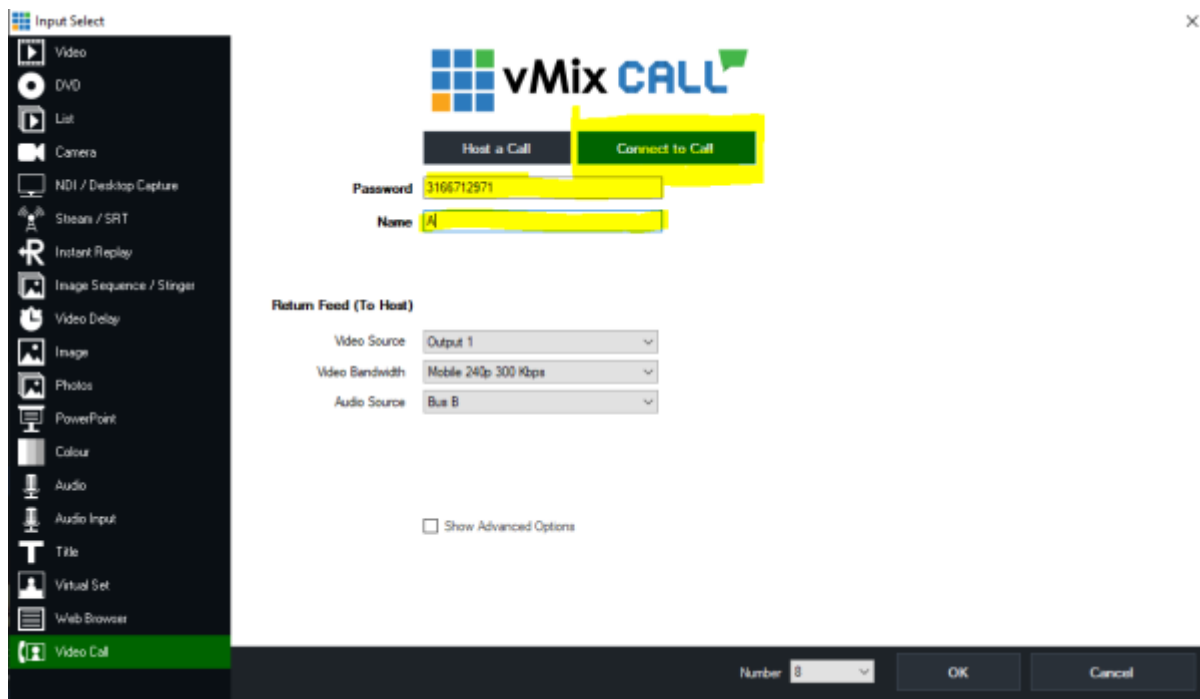 Input Select
Video
DVD
List
Camera
NDI / Desktop Capture
Stream / SRT
Instant Replay
Image Sequence / Stinger
Video Delay
Image
Photos
PowerPoint
Colour
Audio
Audio Input
Title
Virtual Set
Web Browser
Video Call
vMix CALL
Host a Call Connect to Call
Password 3166712971
Name A
Return Feed (To Host)
Video Source Output 1
Video Bandwidth Mobile 240p 300 Kbps
Audio Source Bus B
Show Advanced Options
Number 8 OK Cancel